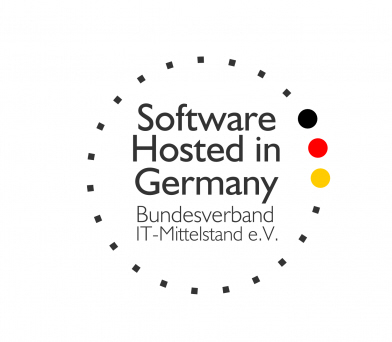 Software
Hosted in
Germany
Bundesverband
IT-Mittelstand e.V.